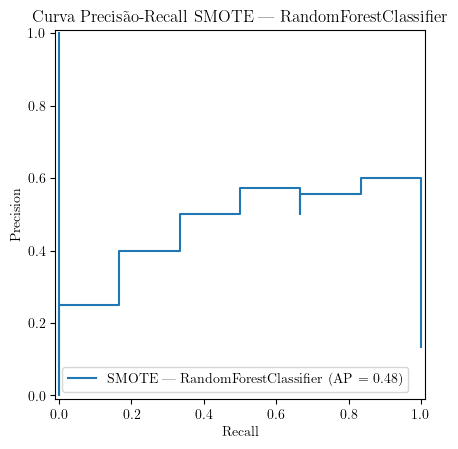 Curva Precisão-Recall SMOTE — RandomForestClassifier
1.0
0.8
0.6
0.4
0.2
0.0
Precision
SMOTE — RandomForestClassifier (AP = 0.48)
0.0 0.2 0.4 0.6 0.8 1.0
Recall